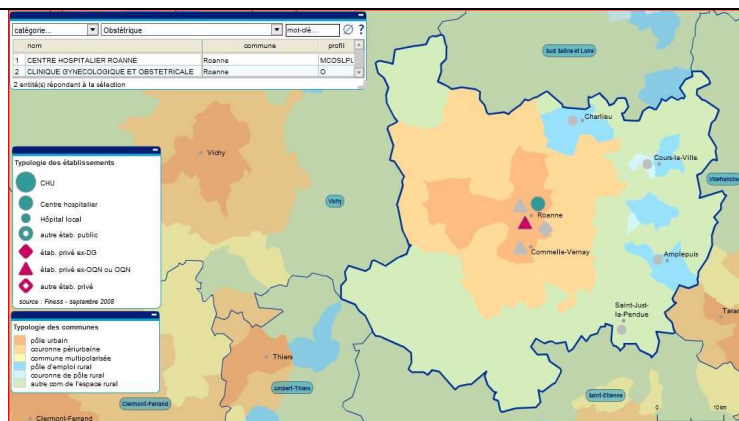 catégorie... Obstétrique mot-clé... ?
nom commune profil
1 CENTRE HOSPITALIER ROANNE Roanne MCOSLPL
2 CLINIQUE GYNECOLOGIQUE ET OBSTETRICALE Roanne O
2 entité(s) répondant à la sélection
Typologie des établissements
CHU
Centre hospitalier
Hôpital local
autre étab. public
étab. privé ex-DG
étab. privé ex-OQN ou OQN
autre étab. privé
source : Finess - septembre 2008
Typologie des communes
pôle urbain
couronne périurbaine
commune multipolarisée
pôle d'emploi rural
couronne de pôle rural
autre com de l'espace rural
Sud Saône et Loire
Charlieu
Vichy
Cours-la-Ville
Villefranche
Vichy
Roanne
Commelle-Vernay
Amplepuis
Saint-Just-
la-Pendue
Tarar
Thiers
Ambert-Thiers
Clermont-Ferrand
Saint-Etienne
Clermont-Ferrand
0 10 km